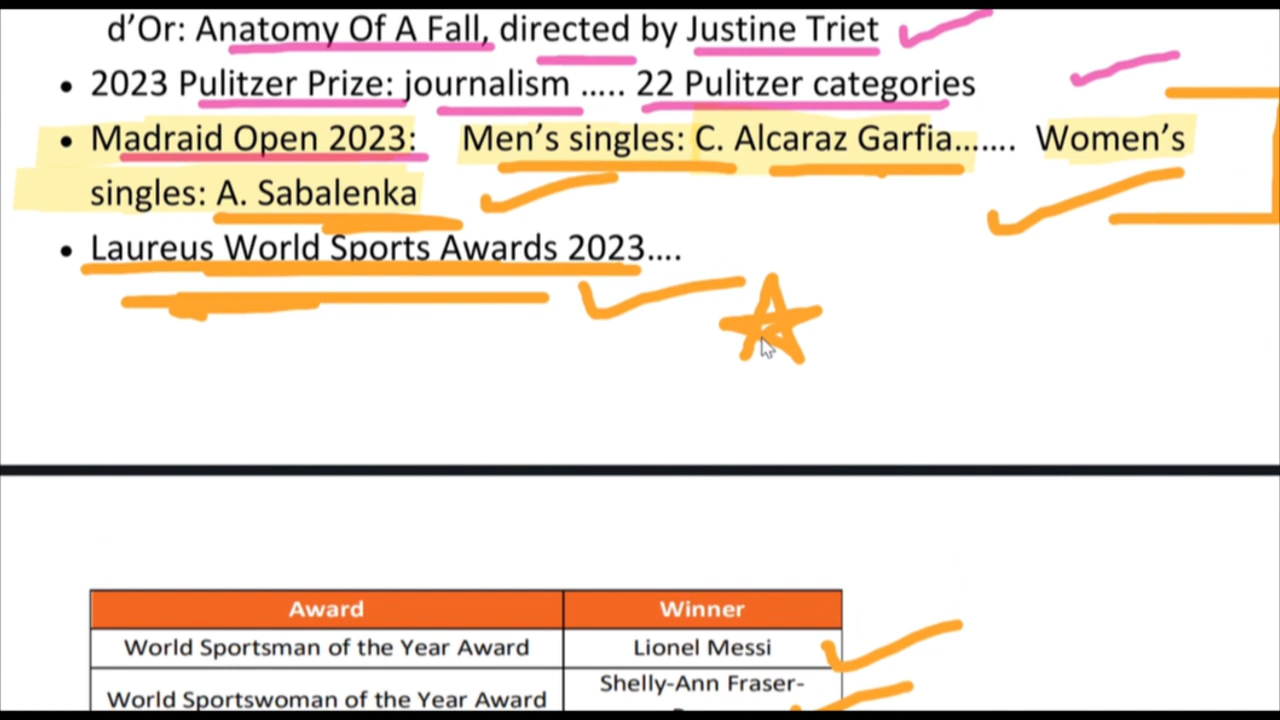 d’Or: Anatomy Of A Fall, directed by Justine Triet
• 2023 Pulitzer Prize: journalism ….. 22 Pulitzer categories
• Madraid Open 2023: Men’s singles: C. Alcaraz Garfia……. Women’s
singles: A. Sabalenka
• Laureus World Sports Awards 2023….
Award Winner
World Sportsman of the Year Award Lionel Messi
World Sportswoman of the Year Award Shelly-Ann Fraser-